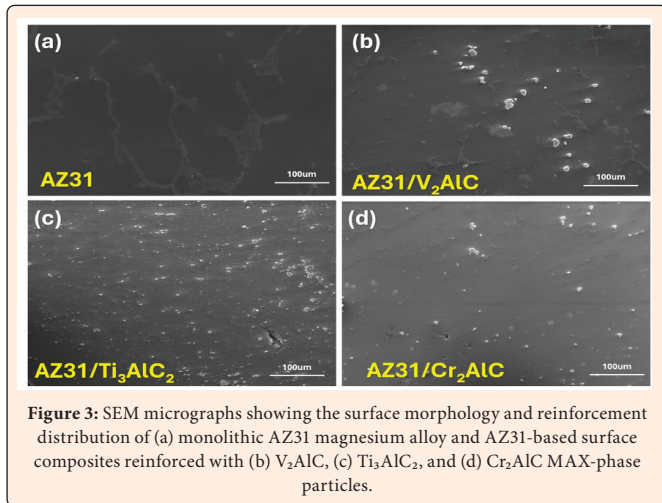 (a)
(b)
100um
AZ31
100um
AZ31/V₂AlC
(c)
(d)
100um
AZ31/Ti₃AlC₂
100um
AZ31/Cr₂AlC
Figure 3: SEM micrographs showing the surface morphology and reinforcement
distribution of (a) monolithic AZ31 magnesium alloy and AZ31-based surface
composites reinforced with (b) V₂AlC, (c) Ti₃AlC₂, and (d) Cr₂AlC MAX-phase
particles.